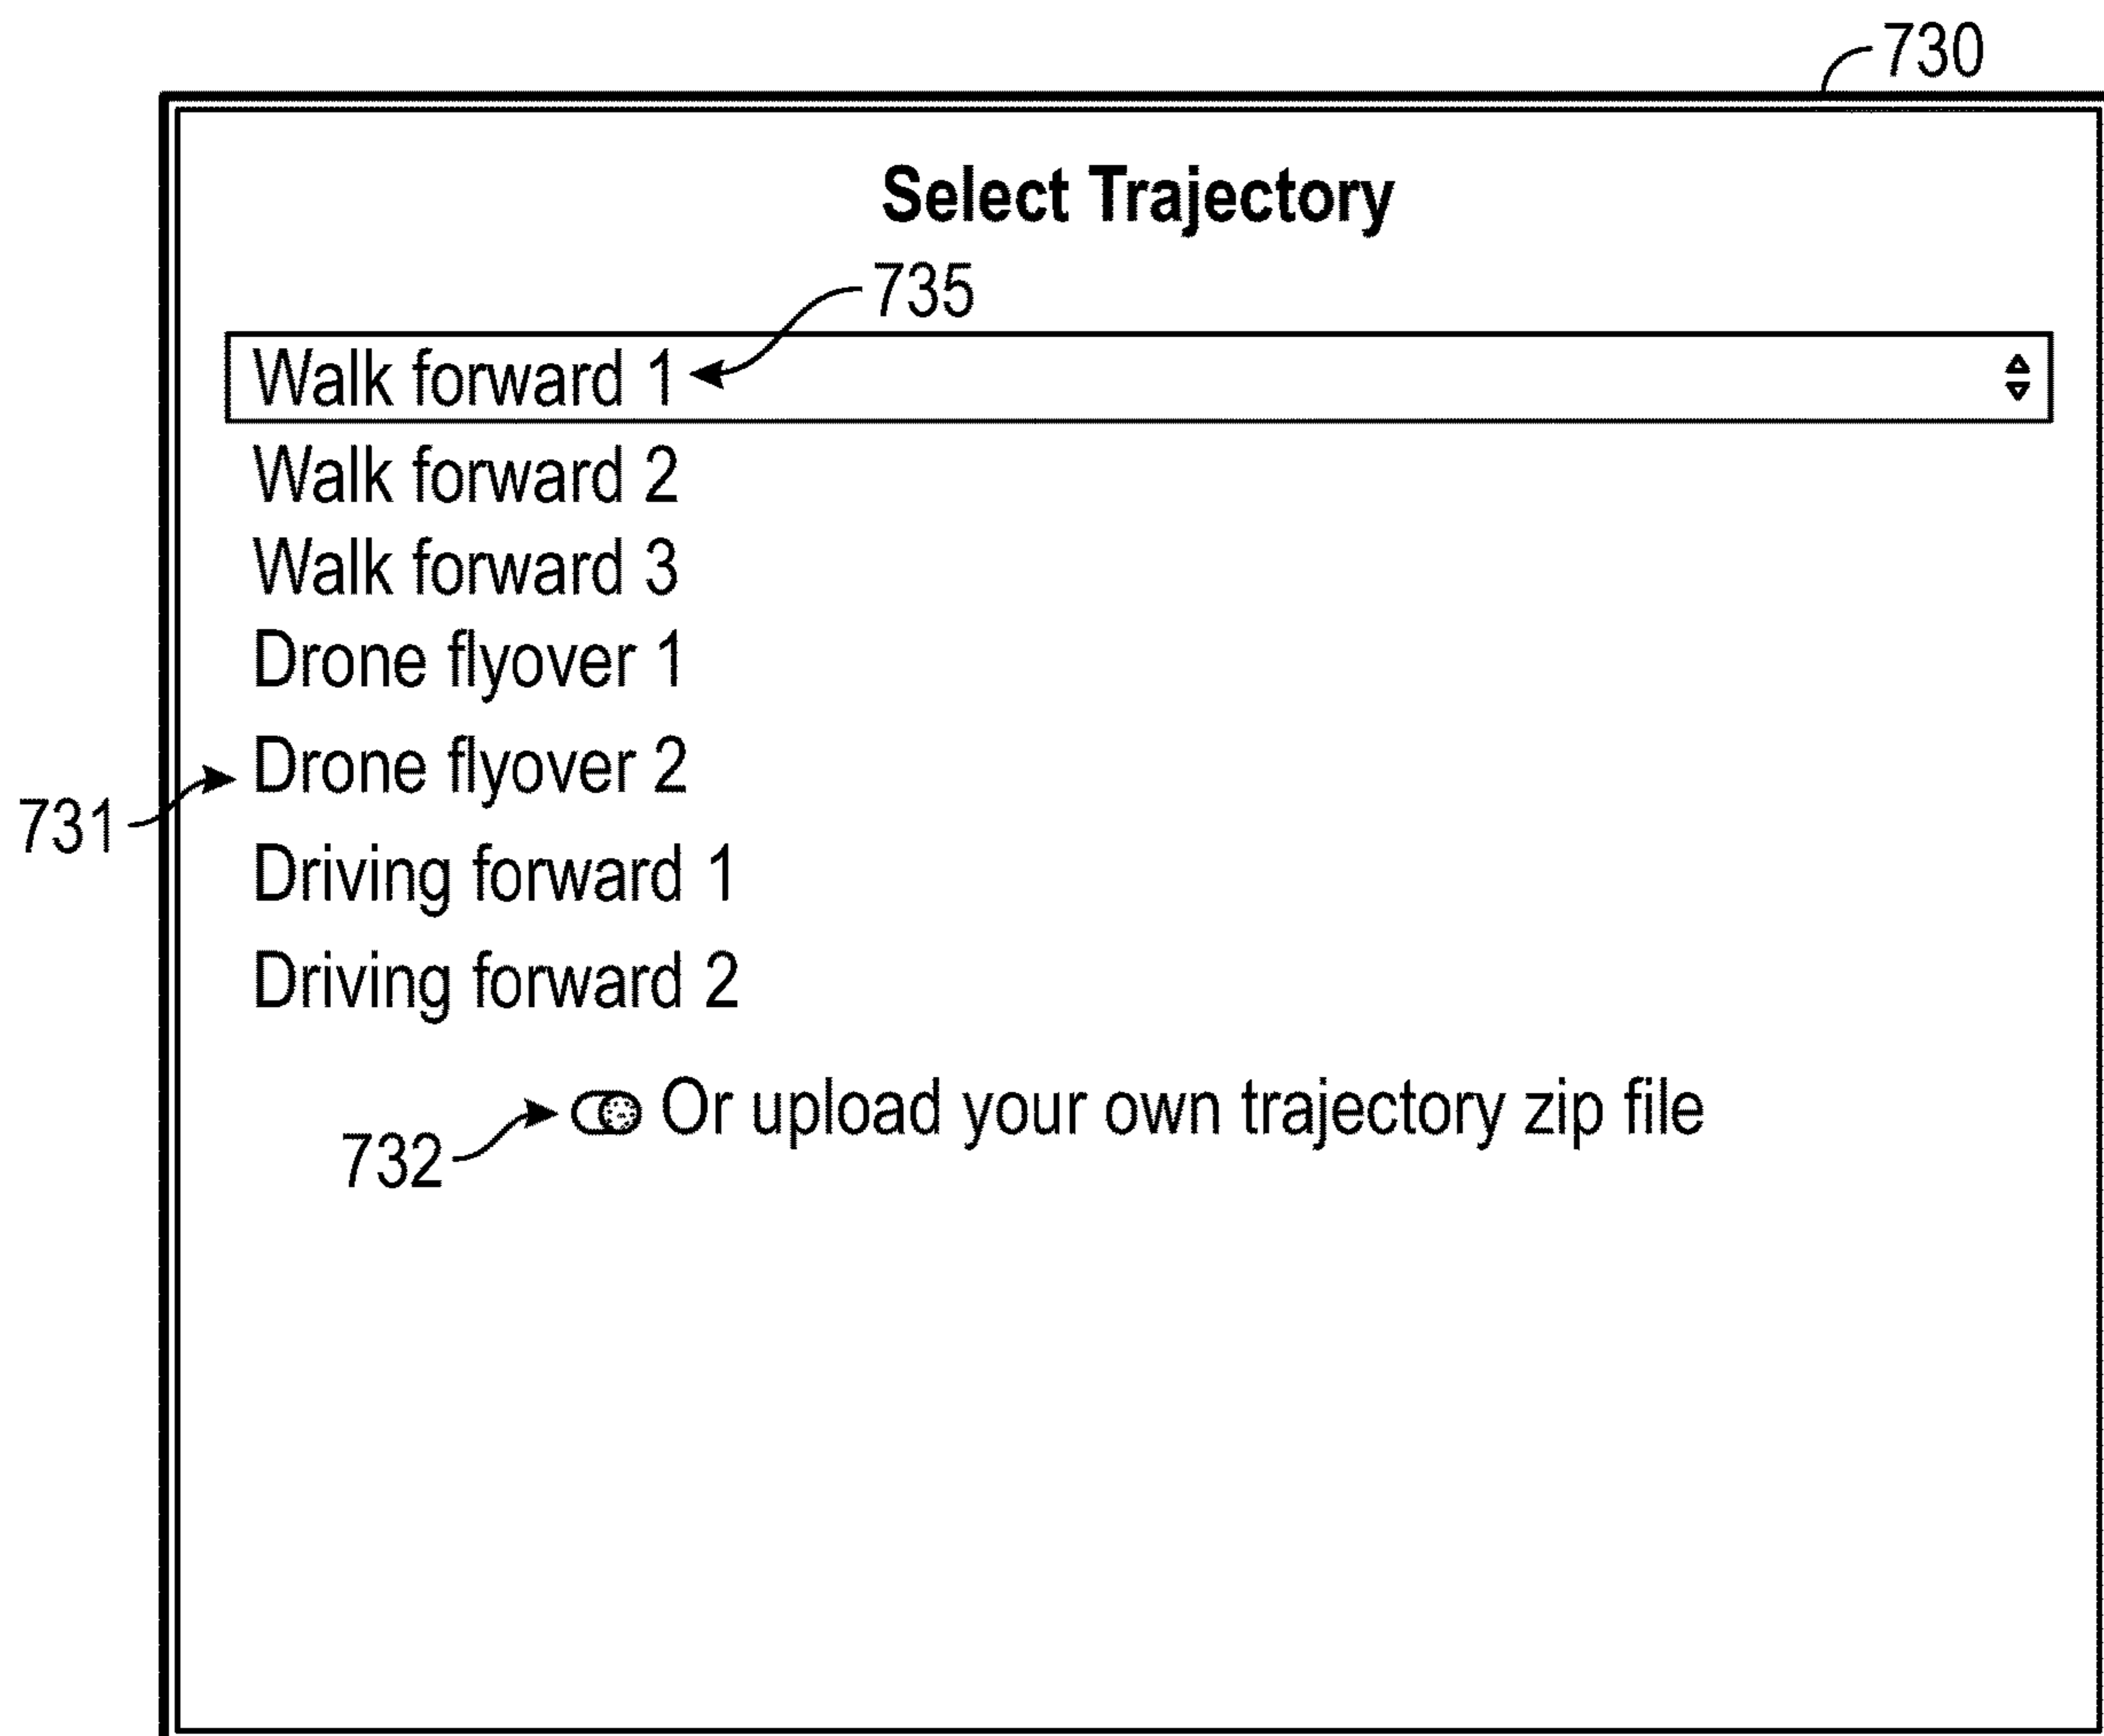 730
Select Trajectory
735
Walk forward 1
Walk forward 2
Walk forward 3
Drone flyover 1
Drone flyover 2
731
Driving forward 1
Driving forward 2
Or upload your own trajectory zip file
732